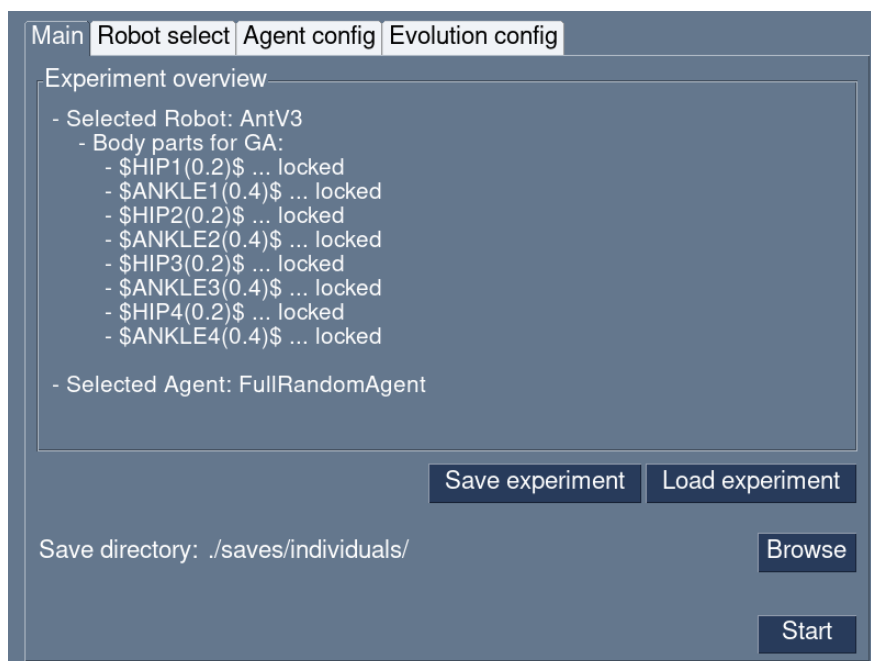 Main Robot select Agent config Evolution config
Experiment overview
- Selected Robot: AntV3
- Body parts for GA:
- $HIP1(0.2)$ ... locked
- $ANKLE1(0.4)$ ... locked
- $HIP2(0.2)$ ... locked
- $ANKLE2(0.4)$ ... locked
- $HIP3(0.2)$ ... locked
- $ANKLE3(0.4)$ ... locked
- $HIP4(0.2)$ ... locked
- $ANKLE4(0.4)$ ... locked
- Selected Agent: FullRandomAgent
Save experiment Load experiment
Save directory: ./saves/individuals/ Browse
Start